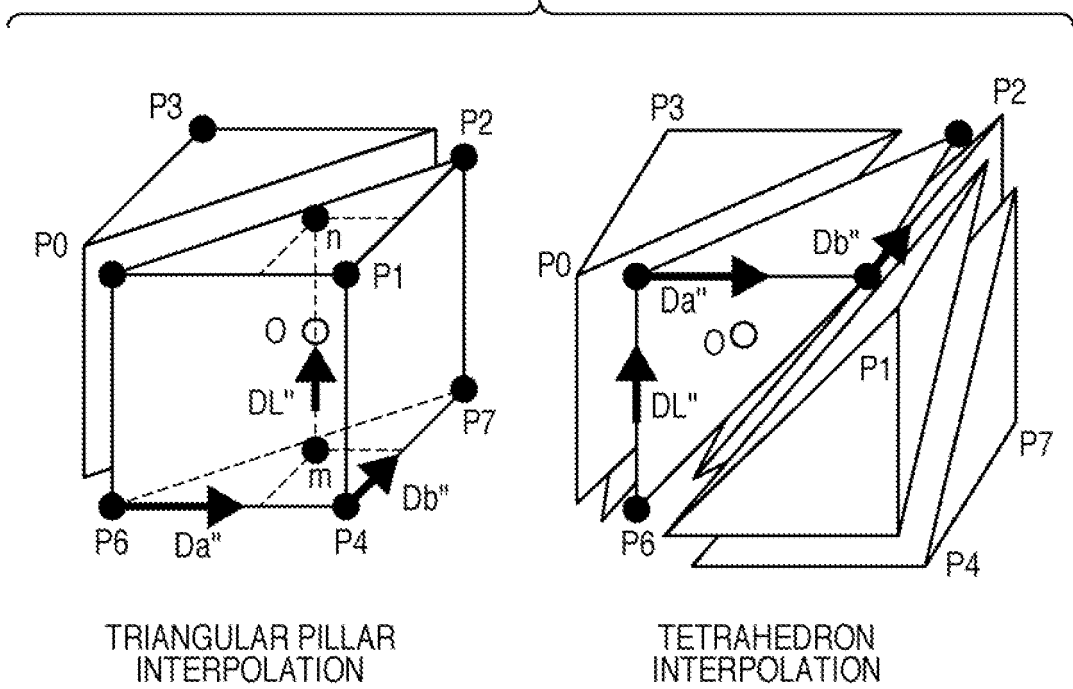 P3
P2
P0
n
P1
O
DL"
P7
m
Db"
P6
Da"
P4
TRIANGULAR PILLAR
INTERPOLATION
P3
P2
Db"
P0
Da"
O
P1
DL"
P7
P6
P4
TETRAHEDRON
INTERPOLATION